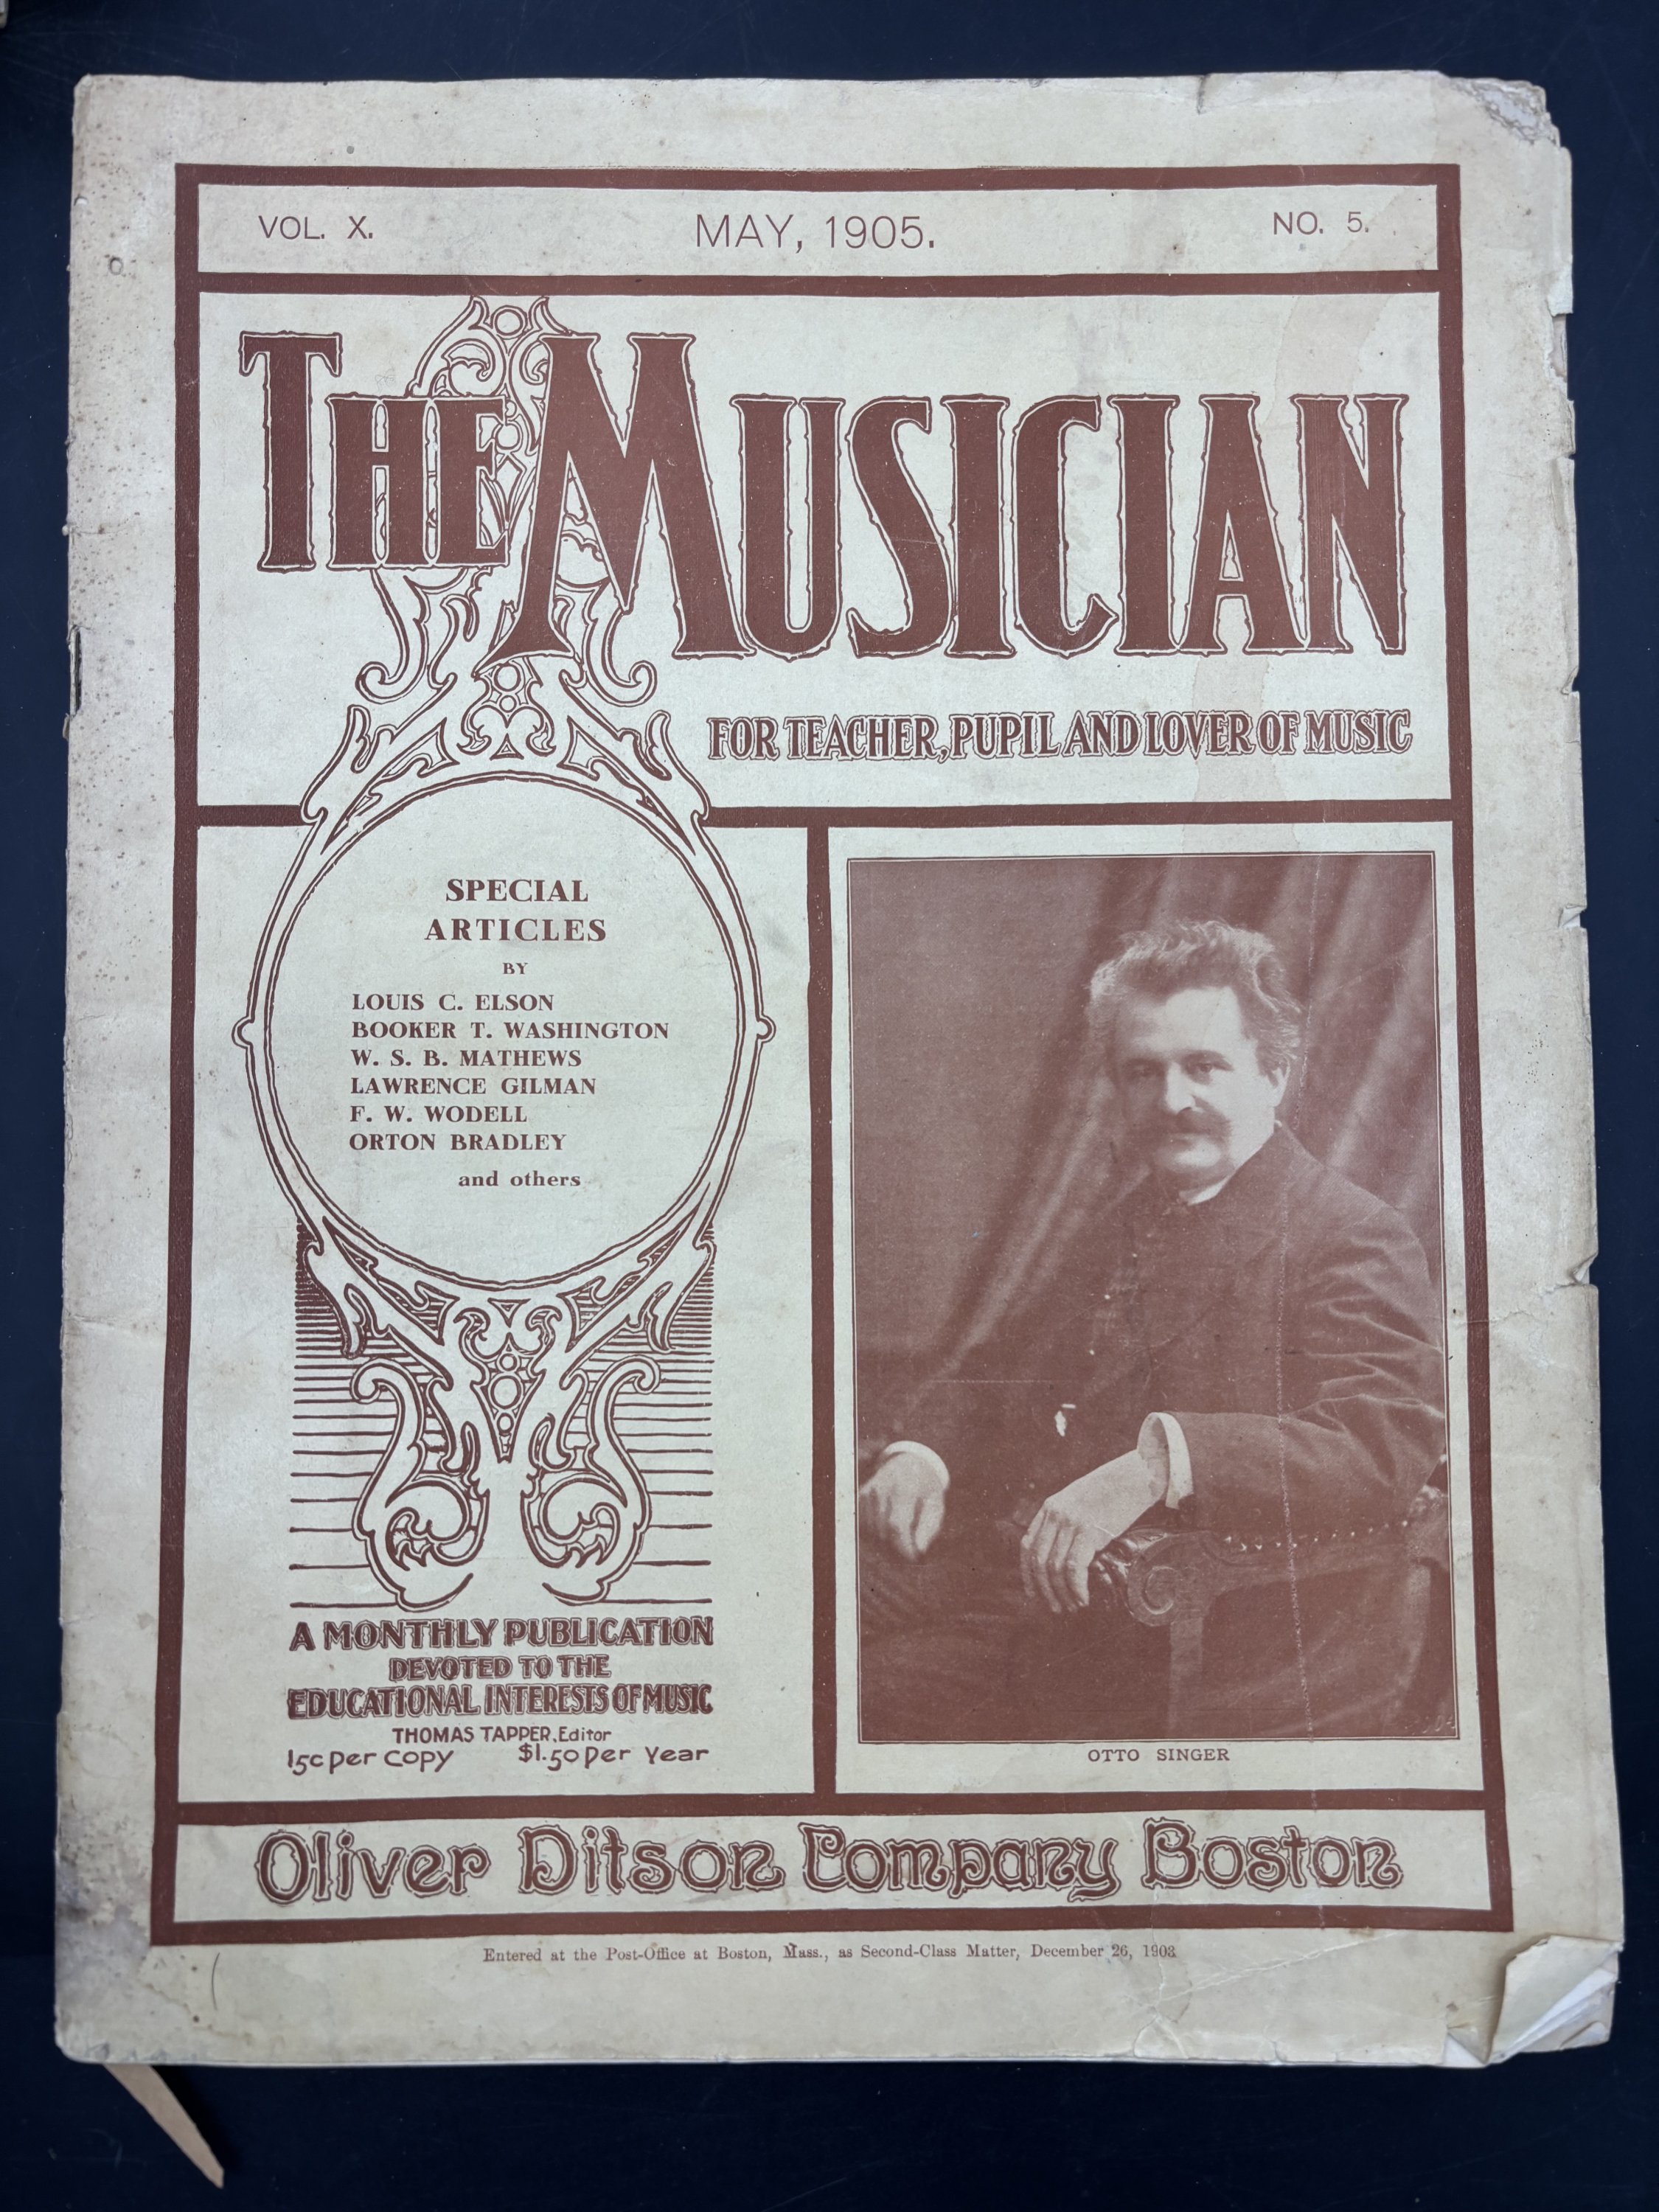 VOL. X.
MAY, 1905.
NO. 5.
THE MUSICIAN
FOR TEACHER, PUPIL AND LOVER OF MUSIC
SPECIAL
ARTICLES
BY
LOUIS C. ELSON
BOOKER T. WASHINGTON
W. S. B. MATHEWS
LAWRENCE GILMAN
F. W. WODELL
ORTON BRADLEY
and others
A MONTHLY PUBLICATION
DEVOTED TO THE
EDUCATIONAL INTERESTS OF MUSIC
THOMAS TAPPER, Editor
15c per copy $1.50 per Year
OTTO SINGER
Oliver Ditson Company Boston
Entered at the Post-Office at Boston, Mass., as Second-Class Matter, December 26, 1903